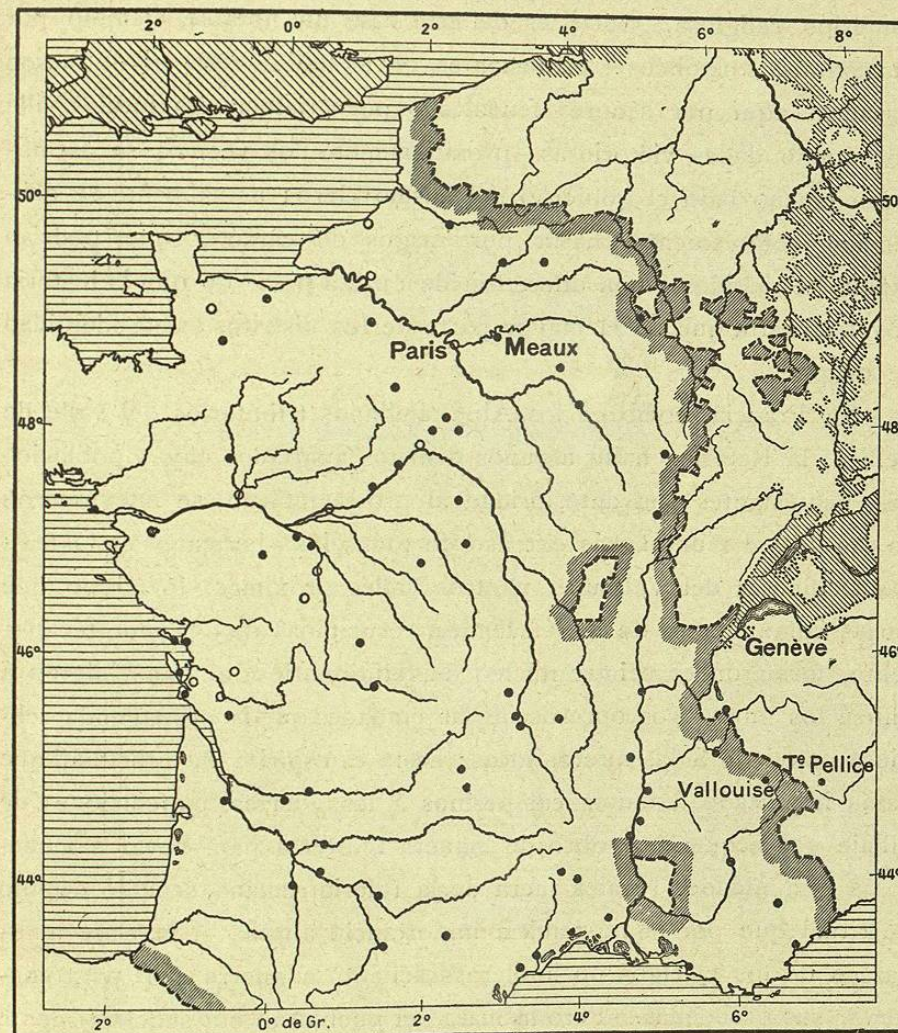 2° 0° 2° 4° 6°
50° 50°
Paris Meaux
48° 48°
46° Genève 46°
Tᵉ Pellice
Vallouise
44° 44°
2° 0° de Gr. 2° 4° 6° 8°